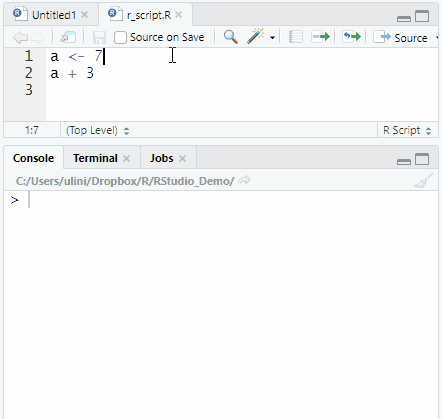 Untitled1 r_script.R
Source on Save Source
1 a <- 7
2 a + 3
3
1:7 (Top Level) R Script
Console Terminal Jobs
C:/Users/ulini/Dropbox/R/RStudio_Demo/
>